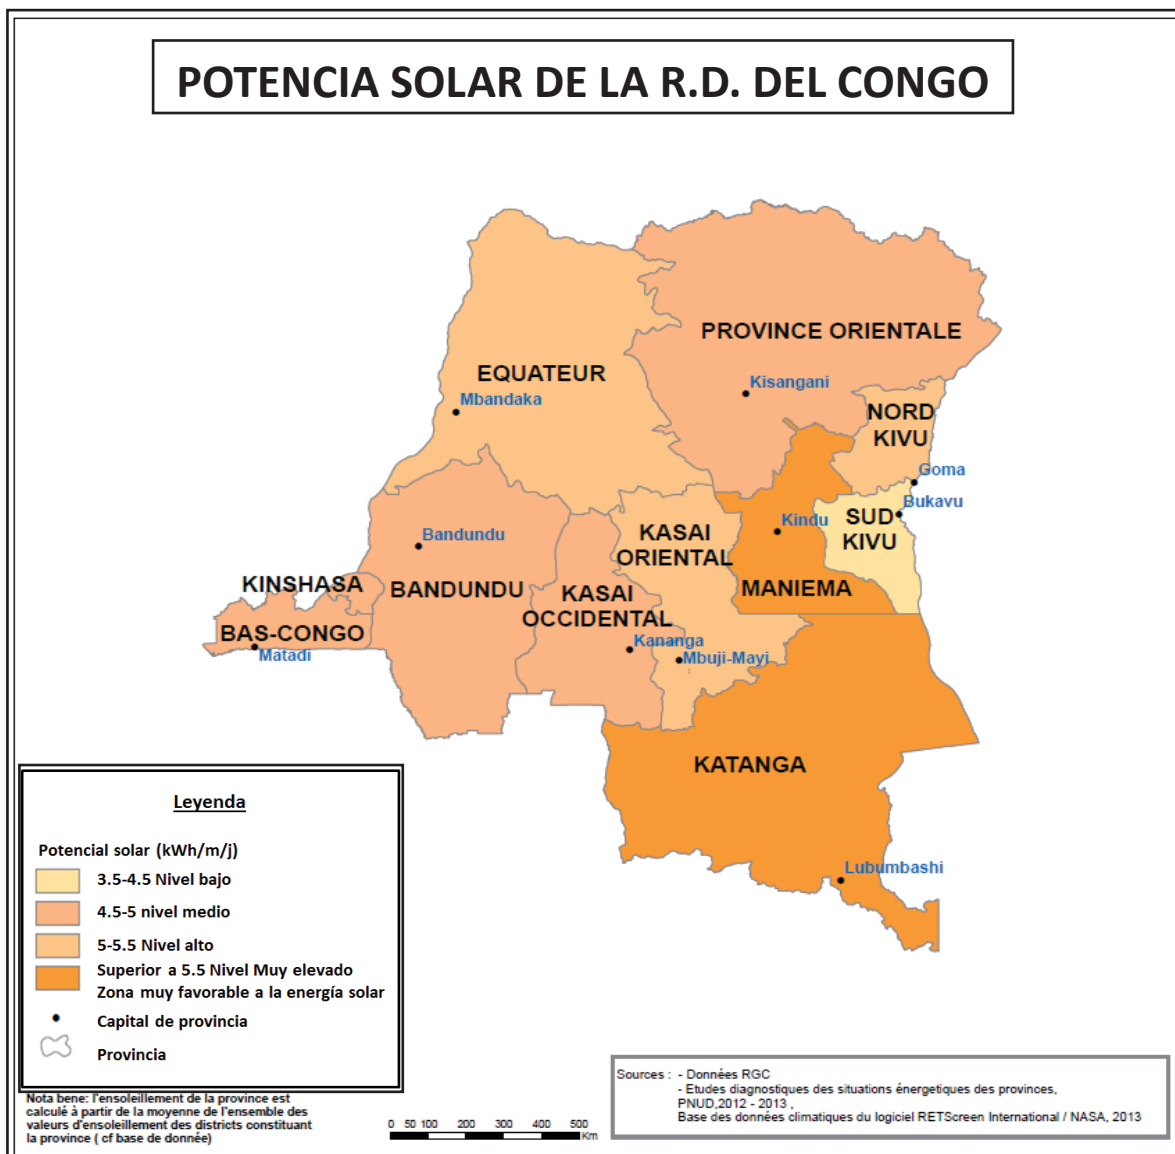 POTENCIA SOLAR DE LA R.D. DEL CONGO
PROVINCE ORIENTALE
EQUATEUR
Kisangani
Mbandaka
NORD
KIVU
Goma
Bukavu
SUD
KIVU
Kindu
KASAI
ORIENTAL
Bandundu
KINSHASA
BANDUNDU
KASAI
OCCIDENTAL
MANIEMA
BAS-CONGO
Matadi
Kananga
Mbuji-Mayi
KATANGA
Lubumbashi
Leyenda
Potencial solar (kWh/m/j)
3.5-4.5 Nivel bajo
4.5-5 nivel medio
5-5.5 Nivel alto
Superior a 5.5 Nivel Muy elevado
Zona muy favorable a la energía solar
Capital de provincia
Provincia
Nota bene: l'ensoleillement de la province est
calculé à partir de la moyenne de l'ensemble des
valeurs d'ensoleillement des districts constituant
la province ( cf base de donnée)
0 50 100 200 300 400 500
Km
Sources : - Données RGC
- Etudes diagnostiques des situations énergetiques des provinces,
PNUD,2012 - 2013 ,
Base des données climatiques du logiciel RETScreen International / NASA, 2013